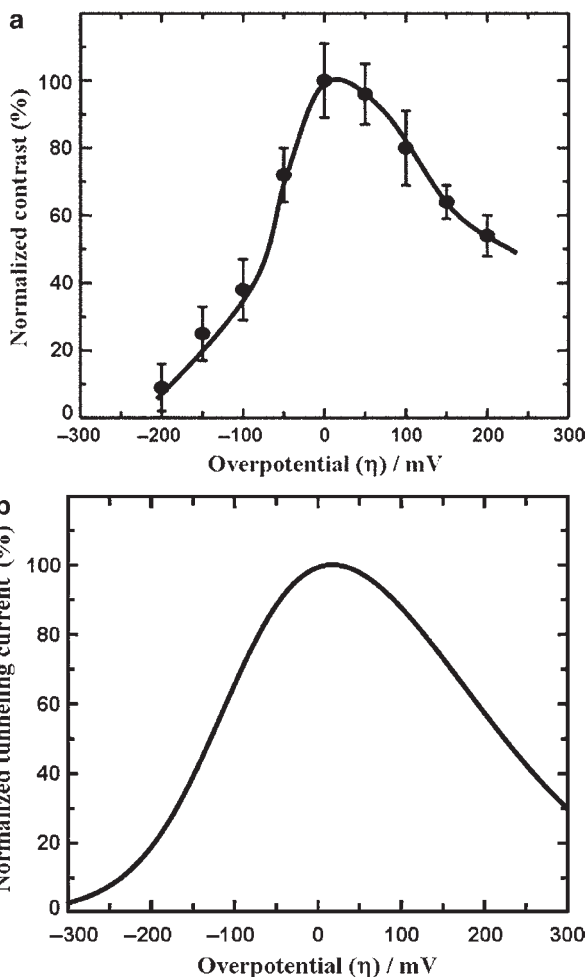 a
Normalized contrast (%)
100
80
60
40
20
0
–300 –200 –100 0 100 200 300
Overpotential (η) / mV
b
Normalized tunneling current (%)
100
80
60
40
20
0
–300 –200 –100 0 100 200 300
Overpotential (η) / mV